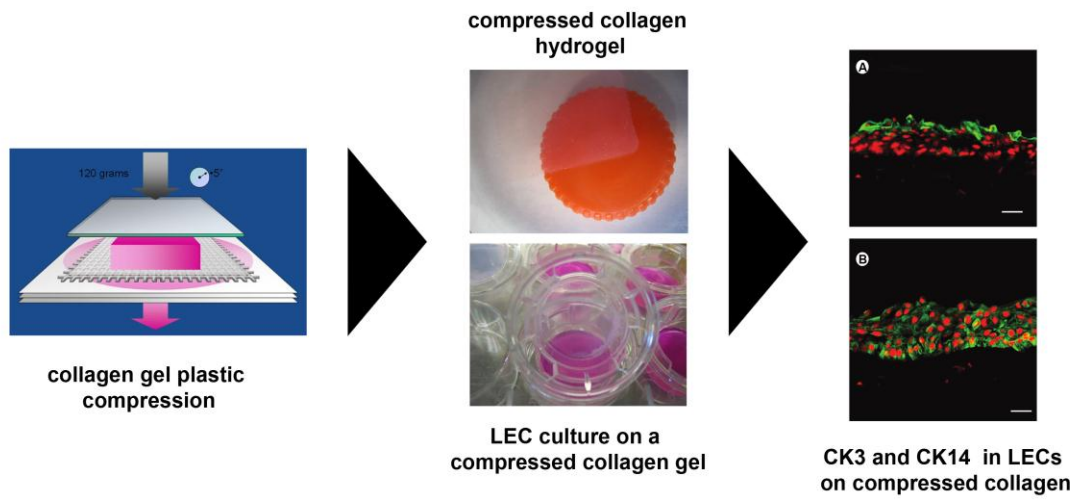 compressed collagen
hydrogel
120 grams
+5"
collagen gel plastic
compression
LEC culture on a
compressed collagen gel
A
B
CK3 and CK14 in LECs
on compressed collagen